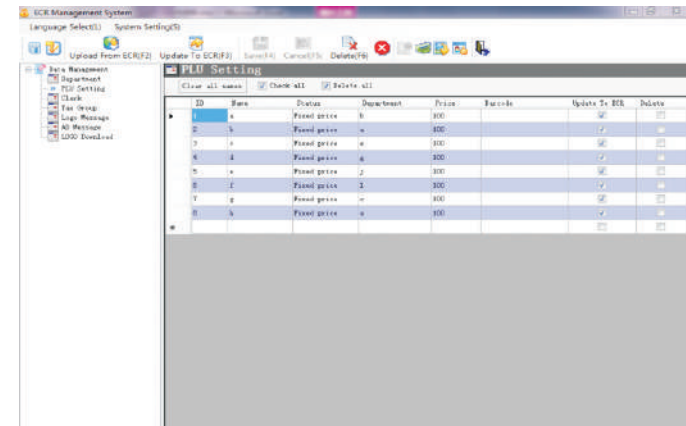 ECR Management System
Language Select(L) System Setting(S)
Upload From ECR(F2) Update To ECR(F3) Save(F4) Cancel(F5) Delete(F6)
Data Management
Department
PLU Setting
Clerk
Tax Group
Logo Message
AD Message
LOGO Download
PLU Setting
Clear all names Check all Delete all
ID Name Status Department Price Barcode Update To ECR Delete
1 a Fixed price 100
2 b Fixed price 100
3 Fixed price 100
4 d Fixed price 100
5 Fixed price 100
6 f Fixed price 100
7 g Fixed price 100
8 h Fixed price 100